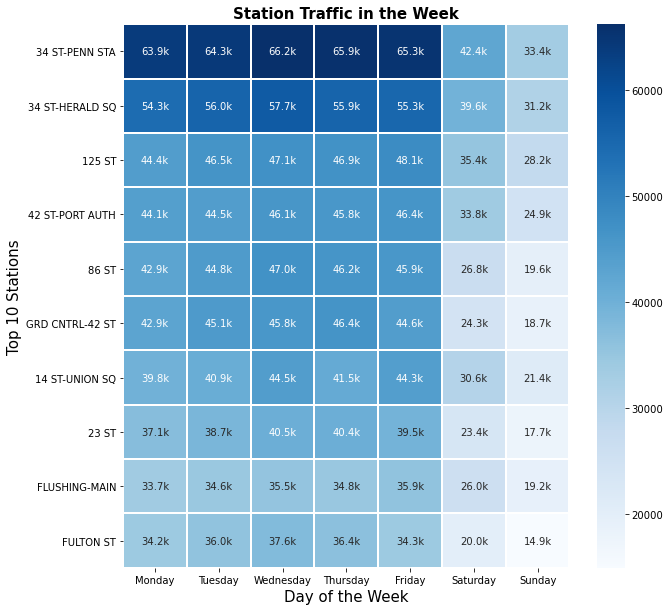 Station Traffic in the Week
Top 10 Stations
34 ST-PENN STA 63.9k 64.3k 66.2k 65.9k 65.3k 42.4k 33.4k
34 ST-HERALD SQ 54.3k 56.0k 57.7k 55.9k 55.3k 39.6k 31.2k
125 ST 44.4k 46.5k 47.1k 46.9k 48.1k 35.4k 28.2k
42 ST-PORT AUTH 44.1k 44.5k 46.1k 45.8k 46.4k 33.8k 24.9k
86 ST 42.9k 44.8k 47.0k 46.2k 45.9k 26.8k 19.6k
GRD CNTRL-42 ST 42.9k 45.1k 45.8k 46.4k 44.6k 24.3k 18.7k
14 ST-UNION SQ 39.8k 40.9k 44.5k 41.5k 44.3k 30.6k 21.4k
23 ST 37.1k 38.7k 40.5k 40.4k 39.5k 23.4k 17.7k
FLUSHING-MAIN 33.7k 34.6k 35.5k 34.8k 35.9k 26.0k 19.2k
FULTON ST 34.2k 36.0k 37.6k 36.4k 34.3k 20.0k 14.9k
Monday Tuesday Wednesday Thursday Friday Saturday Sunday
Day of the Week
60000
50000
40000
30000
20000